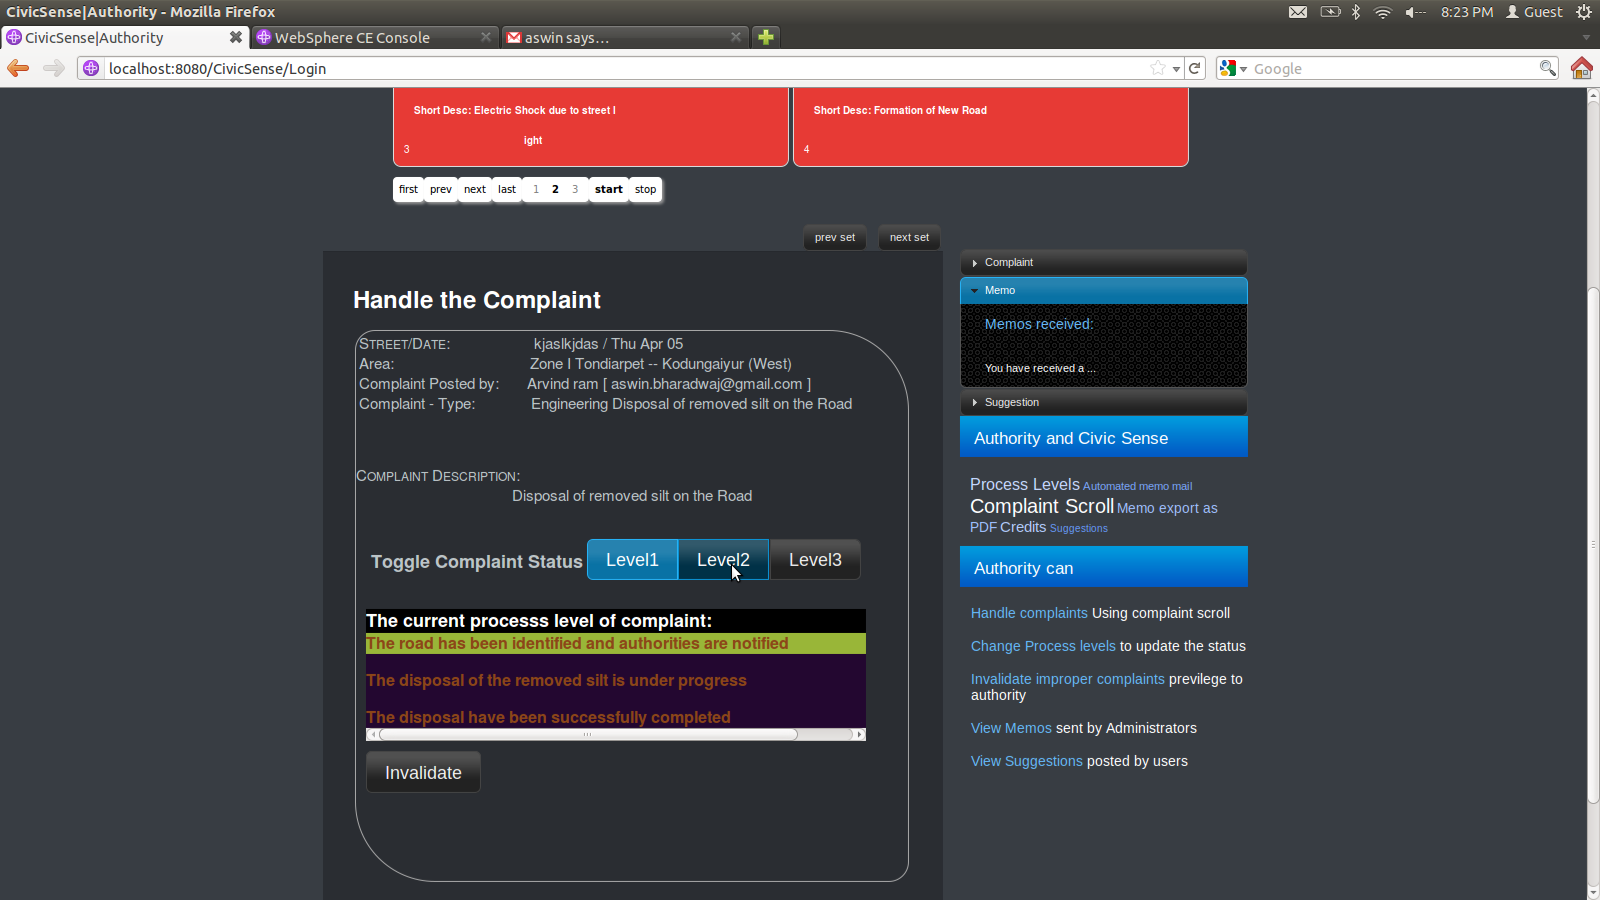 CivicSense|Authority - Mozilla Firefox
8:23 PM Guest
CivicSense|Authority
WebSphere CE Console
aswin says...
localhost:8080/CivicSense/Login
Google
Short Desc: Electric Shock due to street l
ight
3
Short Desc: Formation of New Road
4
first prev next last 1 2 3 start stop
prev set next set
Handle the Complaint
STREET/DATE: kjaslkjdas / Thu Apr 05
Area: Zone I Tondiarpet -- Kodungaiyur (West)
Complaint Posted by: Arvind ram [ aswin.bharadwaj@gmail.com ]
Complaint - Type: Engineering Disposal of removed silt on the Road
COMPLAINT DESCRIPTION:
Disposal of removed silt on the Road
Toggle Complaint Status Level1 Level2 Level3
The current processs level of complaint:
The road has been identified and authorities are notified
The disposal of the removed silt is under progress
The disposal have been successfully completed
Invalidate
Complaint
Memo
Memos received:
You have received a ...
Suggestion
Authority and Civic Sense
Process Levels Automated memo mail
Complaint Scroll Memo export as
PDF Credits Suggestions
Authority can
Handle complaints Using complaint scroll
Change Process levels to update the status
Invalidate improper complaints previlege to
authority
View Memos sent by Administrators
View Suggestions posted by users